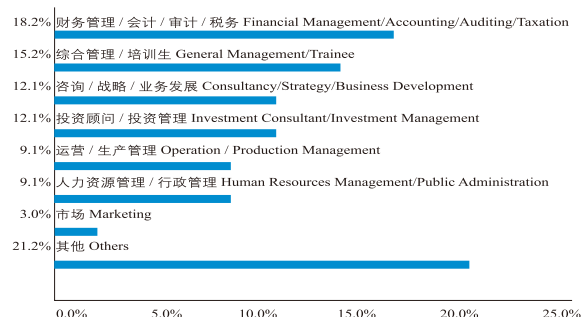 18.2% 财务管理 / 会计 / 审计 / 税务 Financial Management/Accounting/Auditing/Taxation
15.2% 综合管理 / 培训生 General Management/Trainee
12.1% 咨询 / 战略 / 业务发展 Consultancy/Strategy/Business Development
12.1% 投资顾问 / 投资管理 Investment Consultant/Investment Management
9.1% 运营 / 生产管理 Operation / Production Management
9.1% 人力资源管理 / 行政管理 Human Resources Management/Public Administration
3.0% 市场 Marketing
21.2% 其他 Others
0.0% 5.0% 10.0% 15.0% 20.0% 25.0%